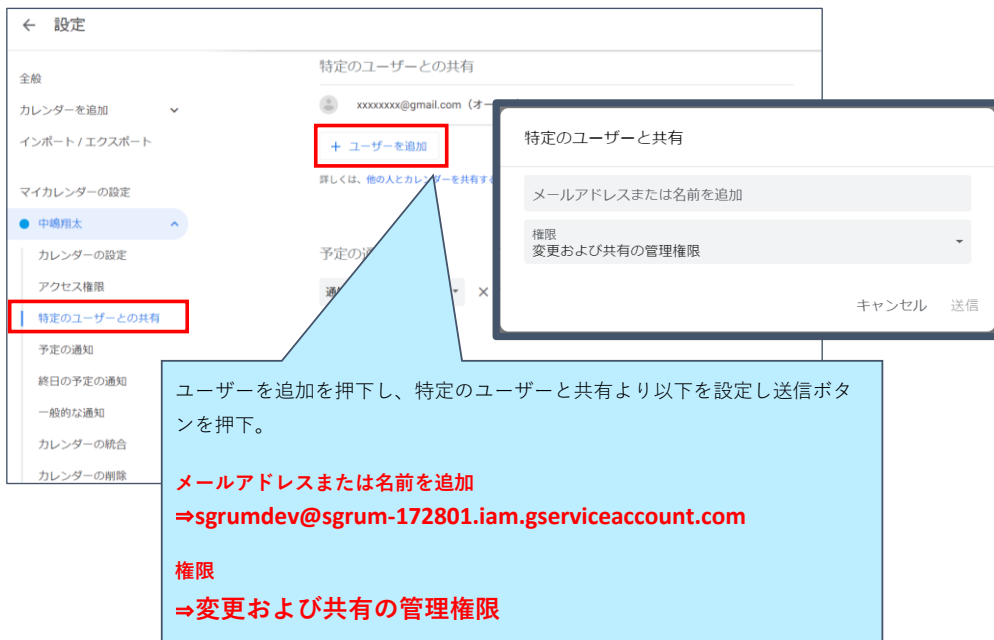 ← 設定
全般
カレンダーを追加
インポート / エクスポート
マイカレンダーの設定
中嶋翔太
カレンダーの設定
アクセス権限
特定のユーザーとの共有
予定の通知
終日の予定の通知
一般的な通知
カレンダーの統合
カレンダーの削除
特定のユーザーとの共有
xxxxxxxx@gmail.com（オー
+ ユーザーを追加
詳しくは、他の人とカレンダーを共有する
予定の通
通
特定のユーザーと共有
メールアドレスまたは名前を追加
権限
変更および共有の管理権限
キャンセル 送信
ユーザーを追加を押下し、特定のユーザーと共有より以下を設定し送信ボタ
ンを押下。
メールアドレスまたは名前を追加
⇒sgrumdev@sgrum-172801.iam.gserviceaccount.com
権限
⇒変更および共有の管理権限